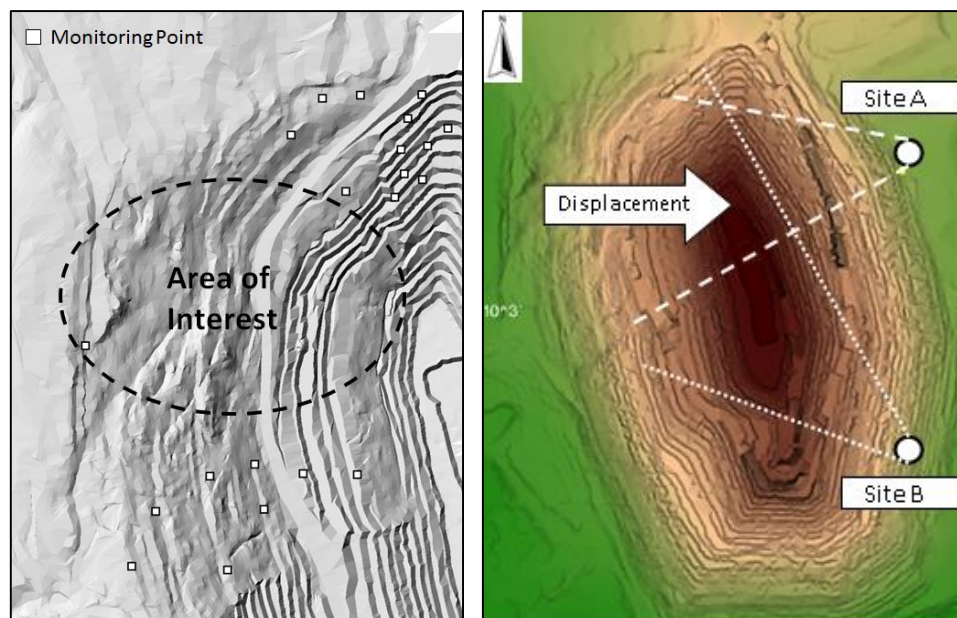 Monitoring Point
Area of
Interest
Site A
Displacement
10^3'
Site B